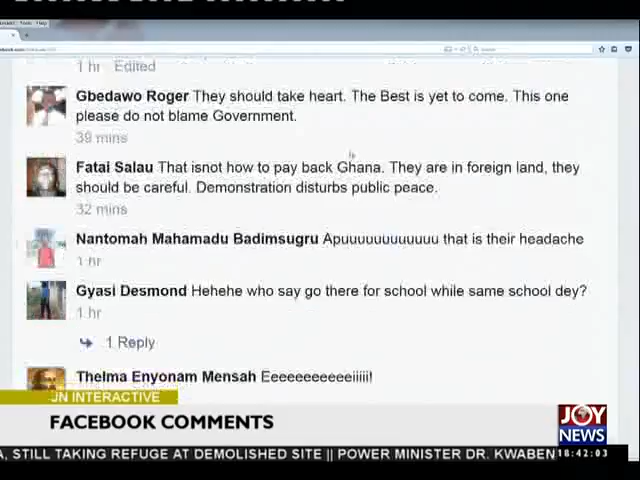 Tools Help
Search
1 hr Edited
Gbedawo Roger They should take heart. The Best is yet to come. This one
please do not blame Government.
39 mins
Fatai Salau That isnot how to pay back Ghana. They are in foreign land, they
should be careful. Demonstration disturbs public peace.
32 mins
Nantomah Mahamadu Badimsugru Apuuuuuuuuuuuu that is their headache
1 hr
Gyasi Desmond Hehehe who say go there for school while same school dey?
1 hr
1 Reply
Thelma Enyonam Mensah Eeeeeeeeeeeiiiii!
JN INTERACTIVE
FACEBOOK COMMENTS
JOY
NEWS
A, STILL TAKING REFUGE AT DEMOLISHED SITE || POWER MINISTER DR. KWABEN
18:42:03